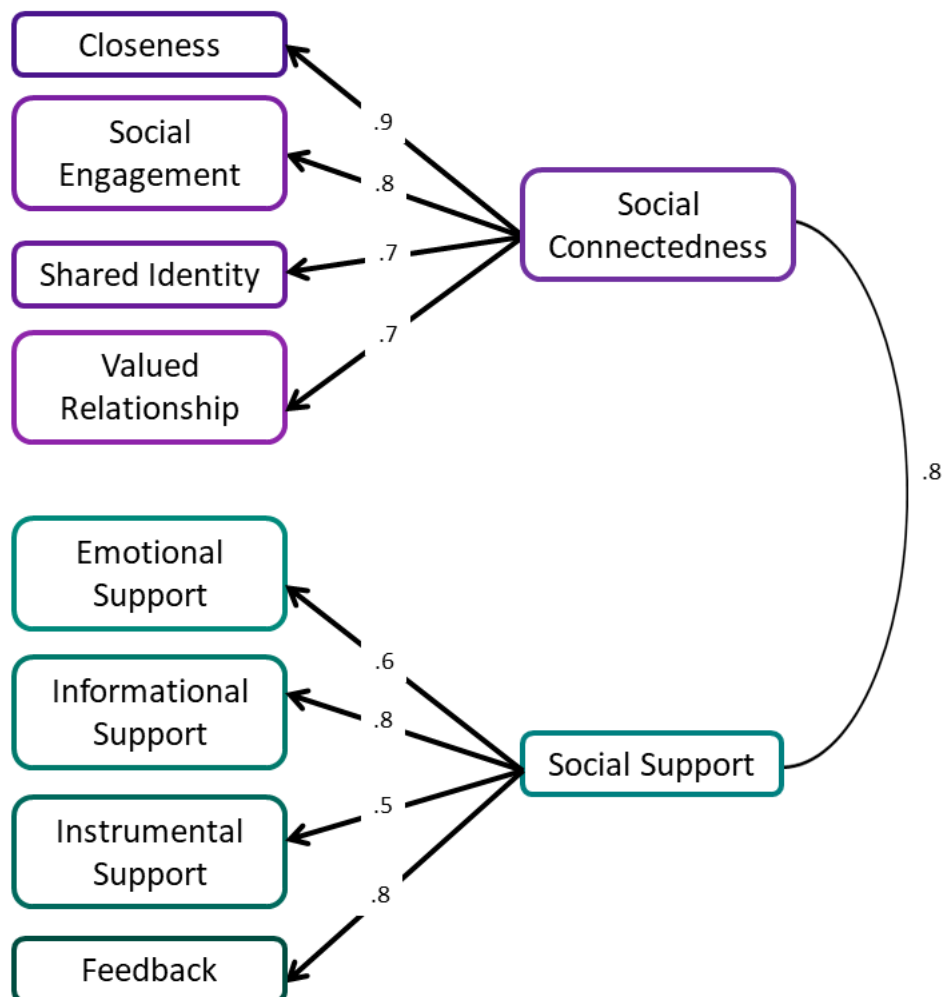 Closeness
.9
Social
Engagement
.8
Social
Connectedness
Shared Identity
.7
.7
Valued
Relationship
.8
Emotional
Support
.6
Informational
Support
.8
Social Support
Instrumental
Support
.5
.8
Feedback